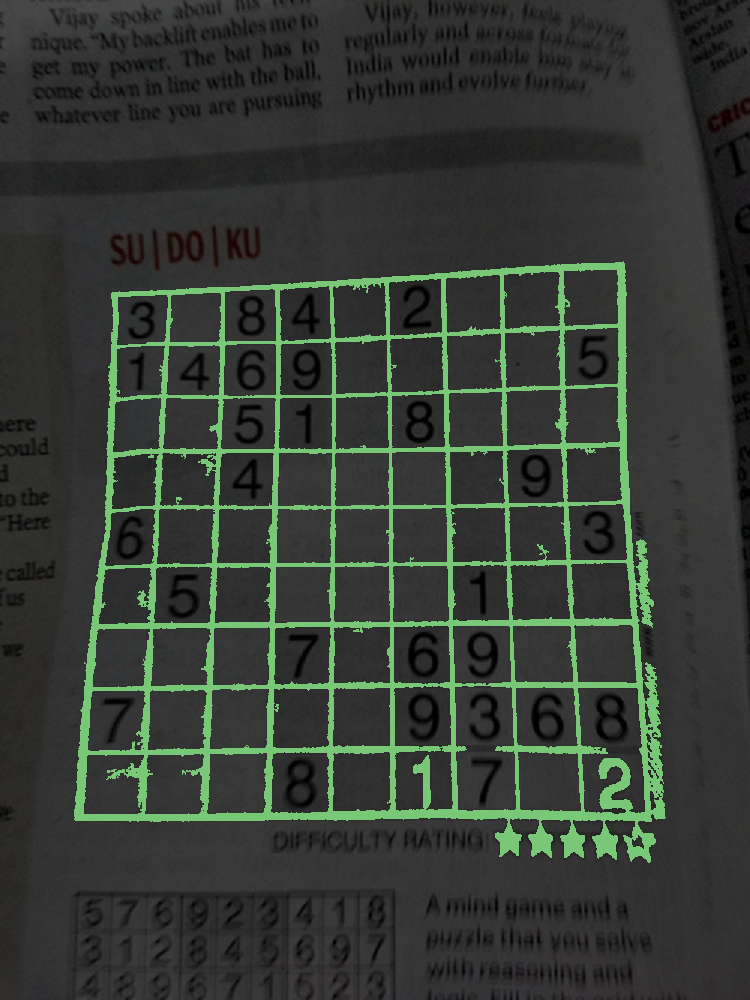 Vijay spoke about his tech
nique. "My backlift enables me to
get my power. The bat has to
come down in line with the ball,
whatever line you are pursuing
Vijay, however, feels playing
regularly and across formats for
India would enable him stay in
rhythm and evolve further.
SU | DO | KU
3 8 4 2
1 4 6 9 5
5 1 8
4 9
6 3
5 1
7 6 9
7 9 3 6 8
8 1 7 2
DIFFICULTY RATING
5 7 6 9 2 3 4 1 8
3 1 2 8 4 5 6 9 7
4 8 9 6 7 1 5 2 3
A mind game and a
puzzle that you solve
with reasoning and
here
could
to the
"Here
called
we
CRIC
India